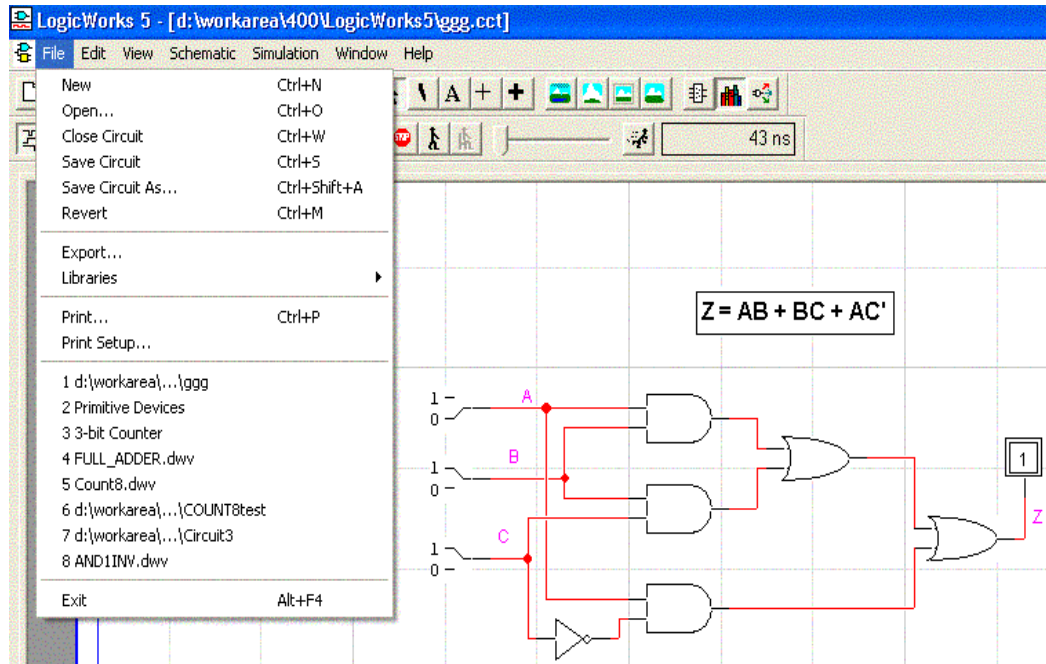 LogicWorks 5 - [d:\workarea\400\LogicWorks5\ggg.cct]
File Edit View Schematic Simulation Window Help
New Ctrl+N
Open... Ctrl+O
Close Circuit Ctrl+W
Save Circuit Ctrl+S
Save Circuit As... Ctrl+Shift+A
Revert Ctrl+M
Export...
Libraries
Print... Ctrl+P
Print Setup...
1 d:\workarea\...\ggg
2 Primitive Devices
3 3-bit Counter
4 FULL_ADDER.dwv
5 Count8.dwv
6 d:\workarea\...\COUNT8test
7 d:\workarea\...\Circuit3
8 AND1INV.dwv
Exit Alt+F4
A
STOP
43 ns
Z = AB + BC + AC'
1
0
A
1
0
B
1
0
C
1
Z